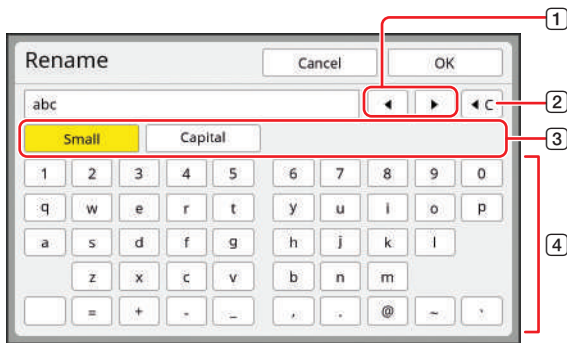 1
Rename Cancel OK
abc ◀ ▶ ◀ C 2
Small Capital 3
1 2 3 4 5 6 7 8 9 0
q w e r t y u i o p
a s d f g h j k l 4
z x c v b n m
= + - _ , . @ ~ `